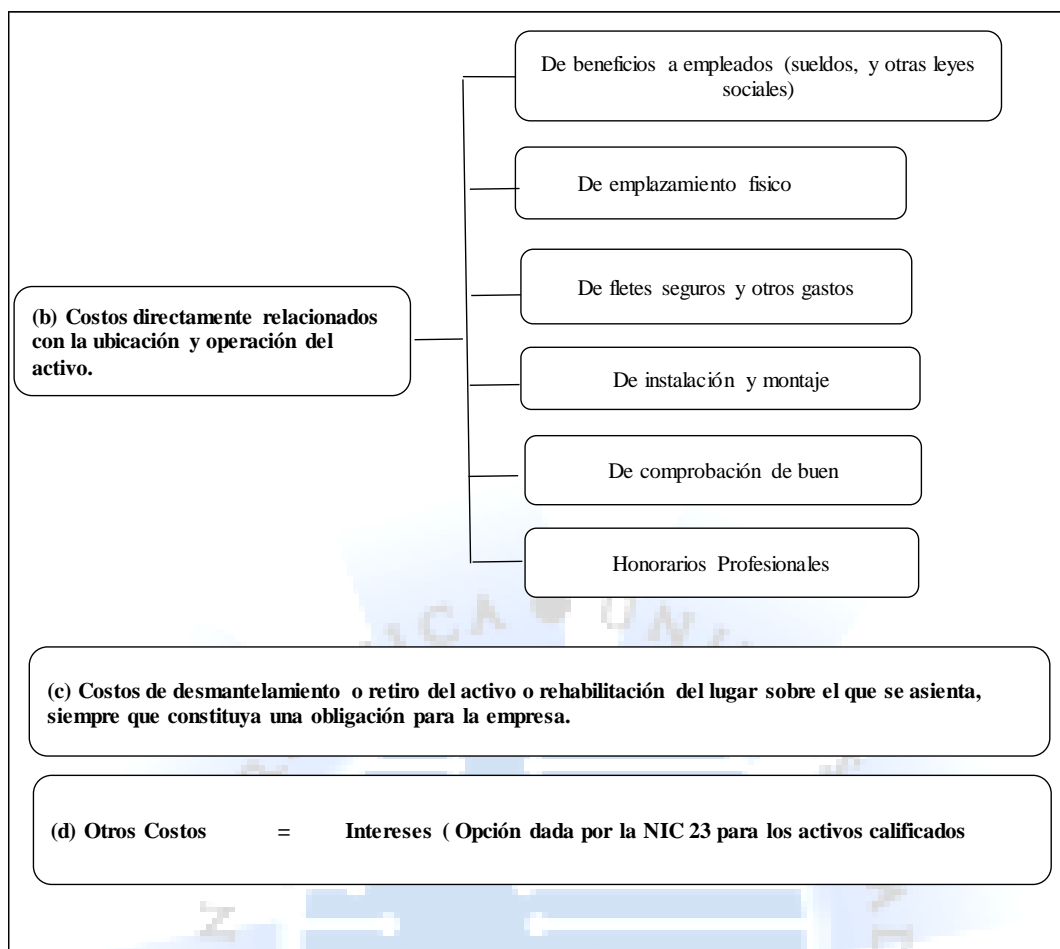 De beneficios a empleados (sueldos, y otras leyes
sociales)
De emplazamiento fisico
De fletes seguros y otros gastos
(b) Costos directamente relacionados
con la ubicación y operación del
activo.
De instalación y montaje
De comprobación de buen
Honorarios Profesionales
(c) Costos de desmantelamiento o retiro del activo o rehabilitación del lugar sobre el que se asienta,
siempre que constituya una obligación para la empresa.
(d) Otros Costos = Intereses ( Opción dada por la NIC 23 para los activos calificados